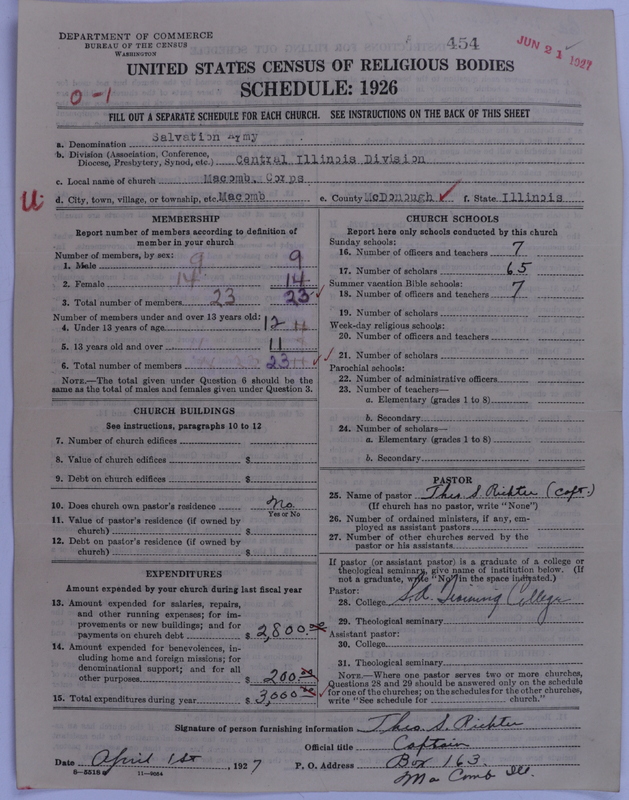 DEPARTMENT OF COMMERCE
BUREAU OF THE CENSUS
WASHINGTON
454
JUN 21 1927
UNITED STATES CENSUS OF RELIGIOUS BODIES
SCHEDULE: 1926
0-1
FILL OUT A SEPARATE SCHEDULE FOR EACH CHURCH. SEE INSTRUCTIONS ON THE BACK OF THIS SHEET
a. Denomination Salvation Army
b. Division (Association, Conference, Diocese, Presbytery, Synod, etc.) Central Illinois Division
c. Local name of church Macomb, Corps
u
d. City, town, village, or township, etc. Macomb e. County McDonough f. State Illinois
MEMBERSHIP
Report number of members according to definition of
member in your church
Number of members, by sex:
1. Male 9 9
2. Female 14 14
3. Total number of members 23 23
Number of members under and over 13 years old:
4. Under 13 years of age 12
5. 13 years old and over 11
6. Total number of members 23
NOTE.—The total given under Question 6 should be the
same as the total of males and females given under Question 3.
CHURCH BUILDINGS
See instructions, paragraphs 10 to 12
7. Number of church edifices
8. Value of church edifices $
9. Debt on church edifices $
10. Does church own pastor's residence No
Yes or No
11. Value of pastor's residence (if owned by
church) $
12. Debt on pastor's residence (if owned by
church) $
EXPENDITURES
Amount expended by your church during last fiscal year
13. Amount expended for salaries, repairs,
and other running expenses; for im-
provements or new buildings; and for
payments on church debt $ 2,800.00
14. Amount expended for benevolences, in-
cluding home and foreign missions; for
denominational support; and for all
other purposes $ 200.00
15. Total expenditures during year $ 3,000.00
CHURCH SCHOOLS
Report here only schools conducted by this church
Sunday schools:
16. Number of officers and teachers 7
17. Number of scholars 65
Summer vacation Bible schools:
18. Number of officers and teachers 7
19. Number of scholars
Week-day religious schools:
20. Number of officers and teachers
21. Number of scholars
Parochial schools:
22. Number of administrative officers
23. Number of teachers—
a. Elementary (grades 1 to 8)
b. Secondary
24. Number of scholars—
a. Elementary (grades 1 to 8)
b. Secondary
PASTOR
25. Name of pastor Thos S. Richter (Capt.)
(If church has no pastor, write "None")
26. Number of ordained ministers, if any, em-
ployed as assistant pastors
27. Number of other churches served by the
pastor or his assistants
If pastor (or assistant pastor) is a graduate of a college or
theological seminary, give name of institution below. (If
not a graduate, write "No" in the space indicated.)
Pastor:
28. College S.A. Training College
29. Theological seminary
Assistant pastor:
30. College
31. Theological seminary
NOTE.—Where one pastor serves two or more churches,
Questions 28 and 29 should be answered only on the schedule
for one of the churches; on the schedules for the other churches,
write "See schedule for church."
Signature of person furnishing information Thos. S. Richter
Official title Captain
Date April 1st, 1927 P. O. Address Box 163.
Ma Comb Ill.
8-5518 11-9054